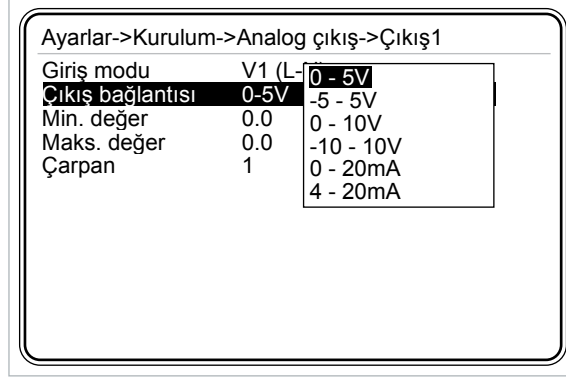 Ayarlar->Kurulum->Analog çıkış->Çıkış1
Giriş modu V1 (L-
Çıkış bağlantısı 0-5V
Min. değer 0.0
Maks. değer 0.0
Çarpan 1
0 - 5V
-5 - 5V
0 - 10V
-10 - 10V
0 - 20mA
4 - 20mA